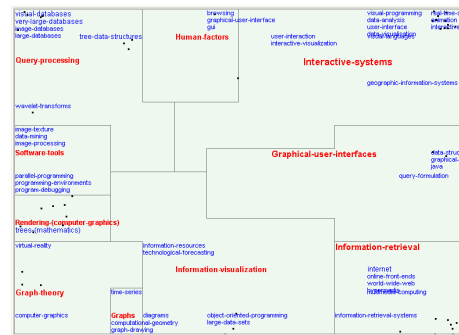 visual-databases
very-large-databases
image-databases
large-databases
tree-data-structures
Query-processing
wavelet-transforms
browsing
graphical-user-interface
gui
Human-factors
user-interaction
interactive-visualization
visual-programming
data-analysis
user-interface
data-visualisation
visual-languages
Interactive-systems
geographic-information-systems
image-texture
data-mining
image-processing
Software-tools
parallel-programming
programming-environments
program-debugging
Graphical-user-interfaces
java
query-formulation
Rendering-(computer-graphics)
trees-(mathematics)
virtual-reality
Graph-theory
computer-graphics
information-resources
technological-forecasting
Information-visualization
time-series
Graphs
diagrams
computational-geometry
graph-drawing
object-oriented-programming
large-data-sets
Information-retrieval
internet
online-front-ends
world-wide-web
information-retrieval-systems